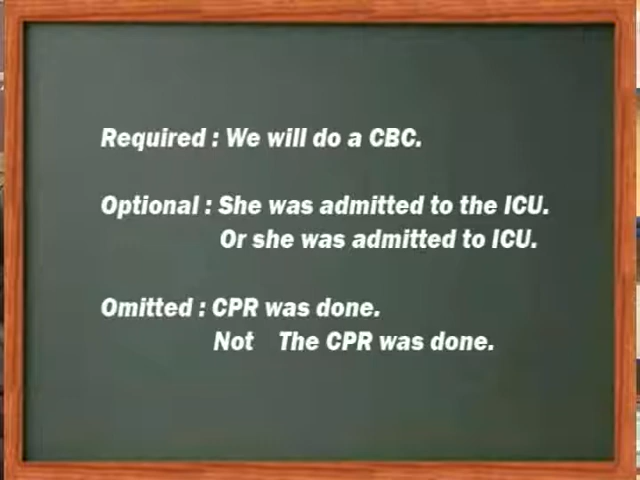 Required : We will do a CBC.
Optional : She was admitted to the ICU.
Or she was admitted to ICU.
Omitted : CPR was done.
Not The CPR was done.